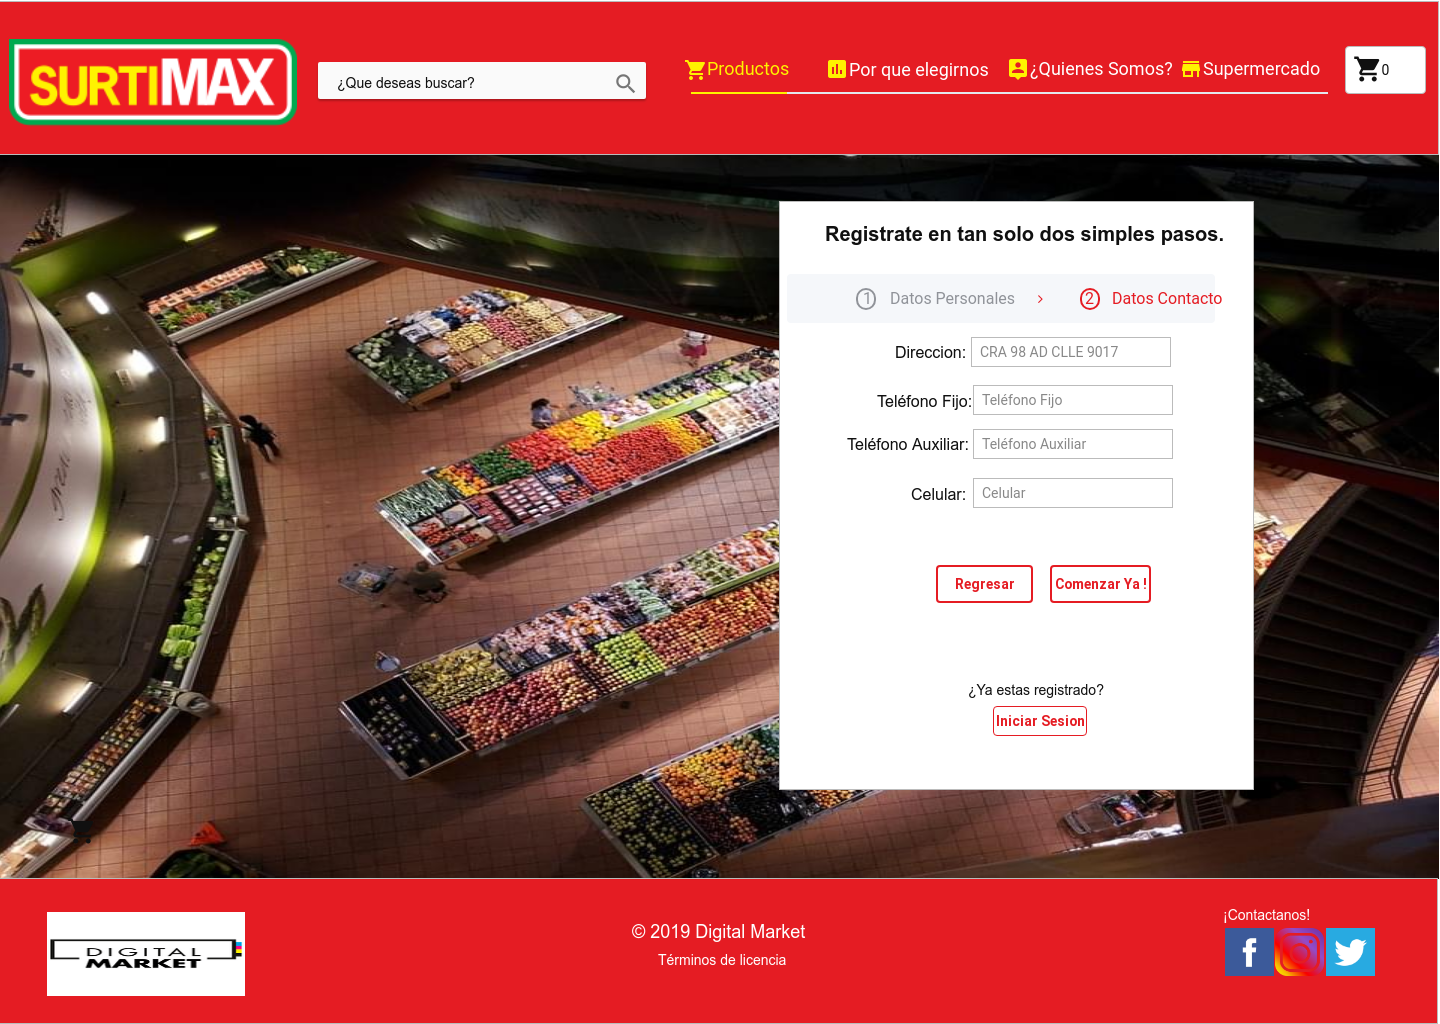 SURTIMAX
¿Que deseas buscar?
Productos
Por que elegirnos
¿Quienes Somos?
Supermercado
0
Registrate en tan solo dos simples pasos.
1 Datos Personales > 2 Datos Contacto
Direccion: CRA 98 AD CLLE 9017
Teléfono Fijo: Teléfono Fijo
Teléfono Auxiliar: Teléfono Auxiliar
Celular: Celular
Regresar
Comenzar Ya !
¿Ya estas registrado?
Iniciar Sesion
DIGITAL
MARKET
© 2019 Digital Market
Términos de licencia
¡Contactanos!